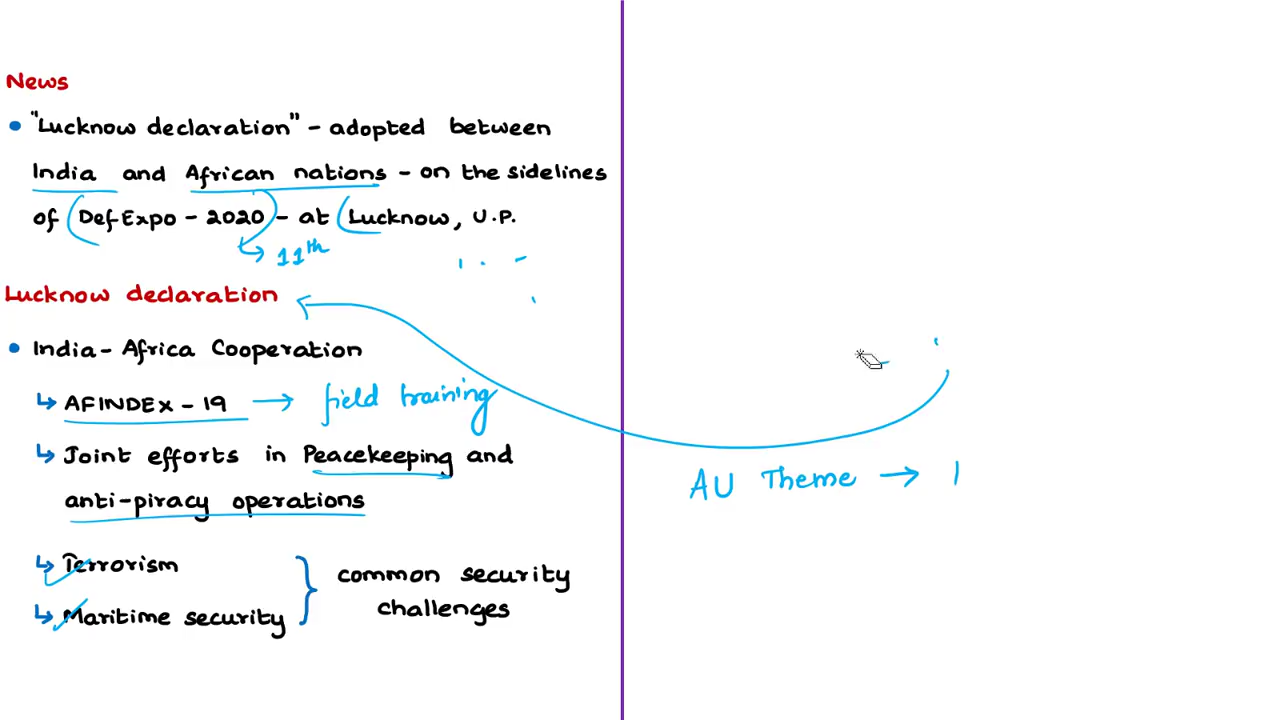 News
"Lucknow declaration" - adopted between
India and African nations - on the sidelines
of DefExpo - 2020 - at Lucknow, U.P.
11th
Lucknow declaration
India - Africa Cooperation
AFINDEX - 19 → field training
Joint efforts in Peacekeeping and
anti-piracy operations
Terrorism
Maritime security
common security
challenges
AU Theme →